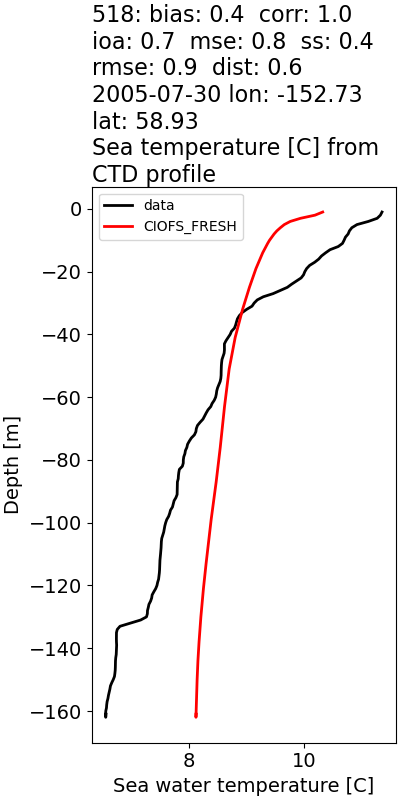 518: bias: 0.4  corr: 1.0
ioa: 0.7  mse: 0.8  ss: 0.4
rmse: 0.9  dist: 0.6
2005-07-30 lon: -152.73
lat: 58.93
Sea temperature [C] from
CTD profile
data
CIOFS_FRESH
0
−20
−40
−60
−80
−100
−120
−140
−160
Depth [m]
8
10
Sea water temperature [C]